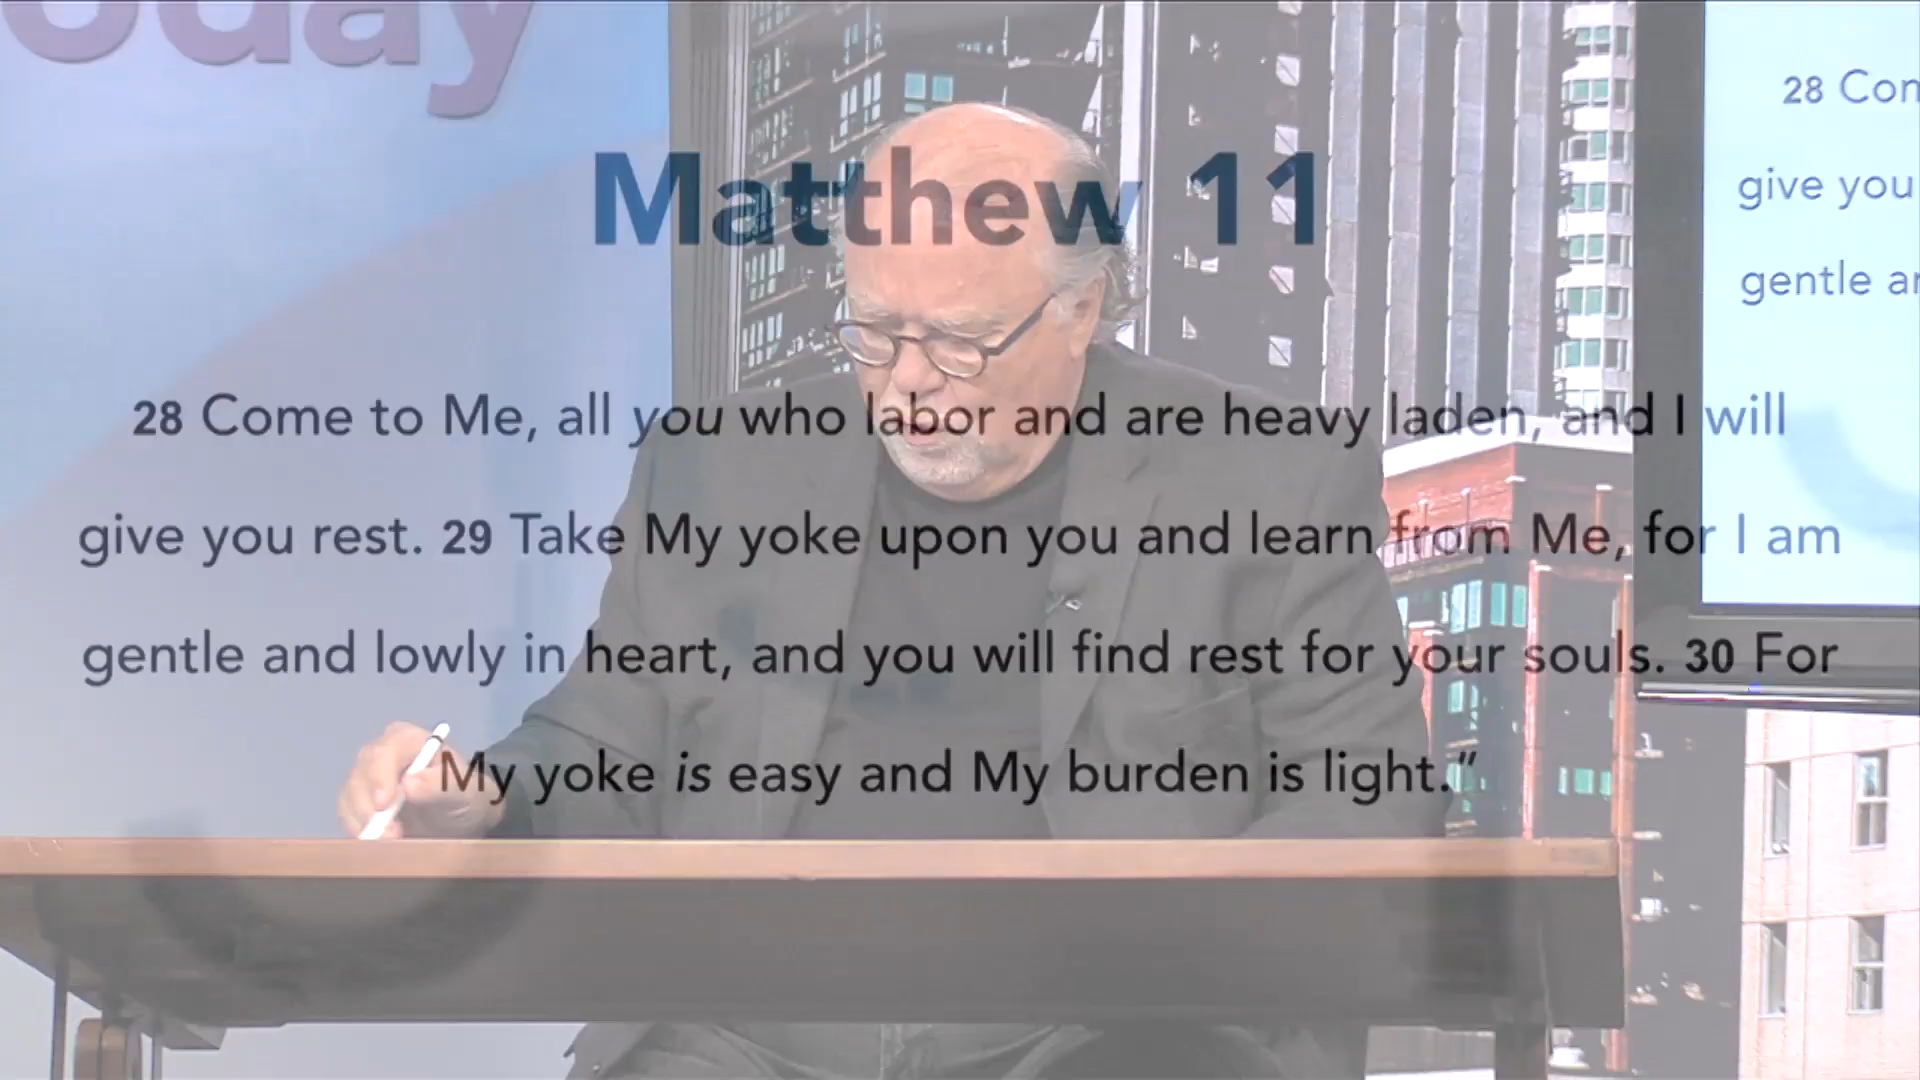 oday
Matthew 11
28 Come to Me, all you who labor and are heavy laden, and I will
give you rest. 29 Take My yoke upon you and learn from Me, for I am
gentle and lowly in heart, and you will find rest for your souls. 30 For
My yoke is easy and My burden is light.”
28 Com
give you
gentle an